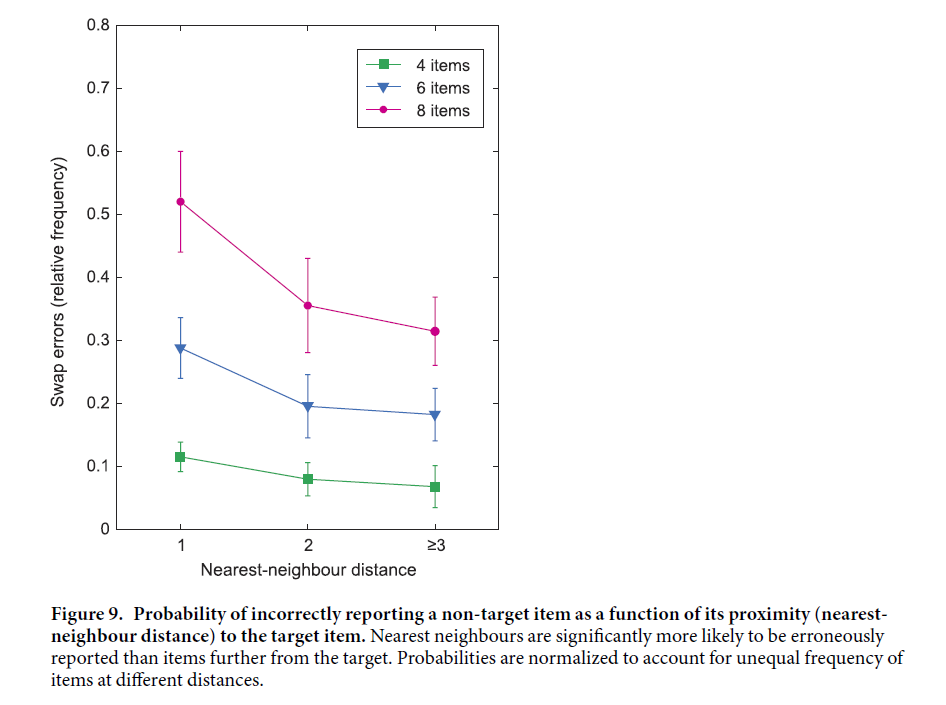 0.8
0.7
0.6
0.5
0.4
0.3
0.2
0.1
0
Swap errors (relative frequency)
4 items
6 items
8 items
1 2 ≥3
Nearest-neighbour distance
Figure 9. Probability of incorrectly reporting a non-target item as a function of its proximity (nearest-
neighbour distance) to the target item. Nearest neighbours are significantly more likely to be erroneously
reported than items further from the target. Probabilities are normalized to account for unequal frequency of
items at different distances.